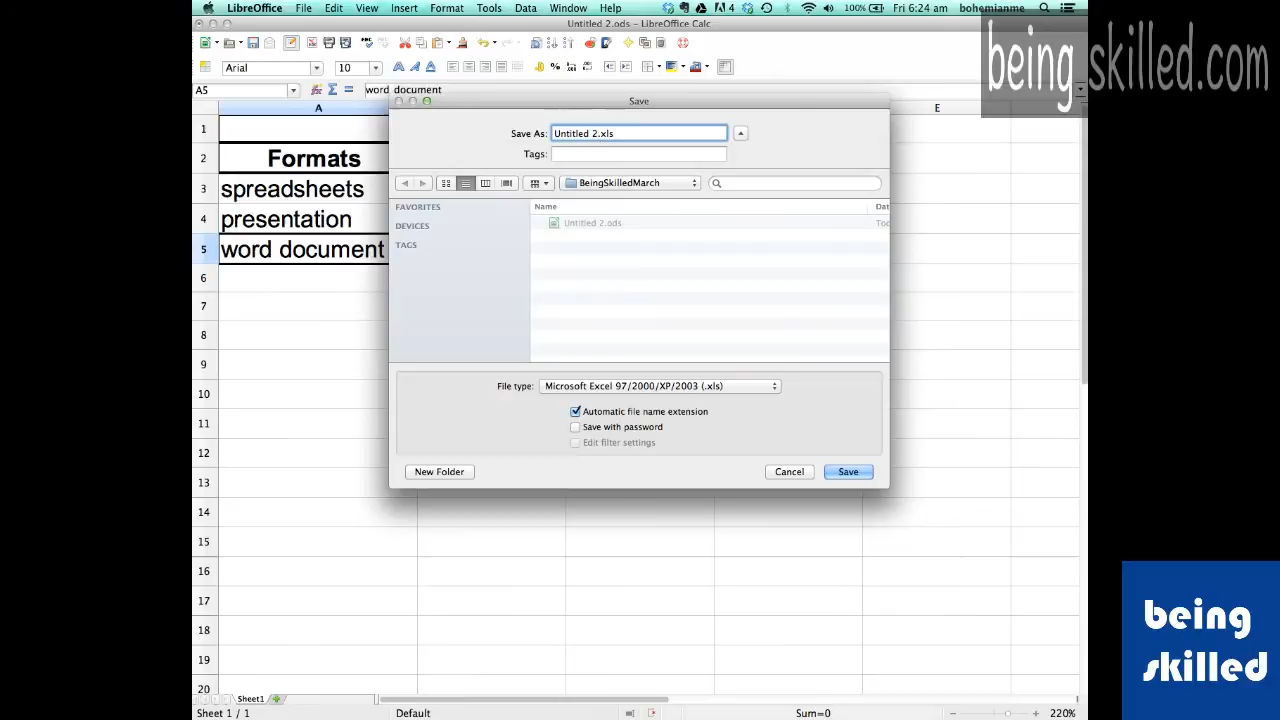 LibreOffice File Edit View Insert Format Tools Data Window Help 4 100% Fri 6:24 am bohemianme
Untitled 2.ods - LibreOffice Calc
being skilled.com
Arial 10
A5 word document
Save
A E
Save As: Untitled 2.xls
Tags:
BeingSkilledMarch
FAVORITES
DEVICES
TAGS
Name Dat
Untitled 2.ods Too
1
2 Formats
3 spreadsheets
4 presentation
5 word document
6
7
8
9
10
11
12
13
14
15
16
17
18
19
20
File type: Microsoft Excel 97/2000/XP/2003 (.xls)
Automatic file name extension
Save with password
Edit filter settings
New Folder Cancel Save
being
skilled
Sheet1
Sheet 1 / 1 Default Sum=0 220%